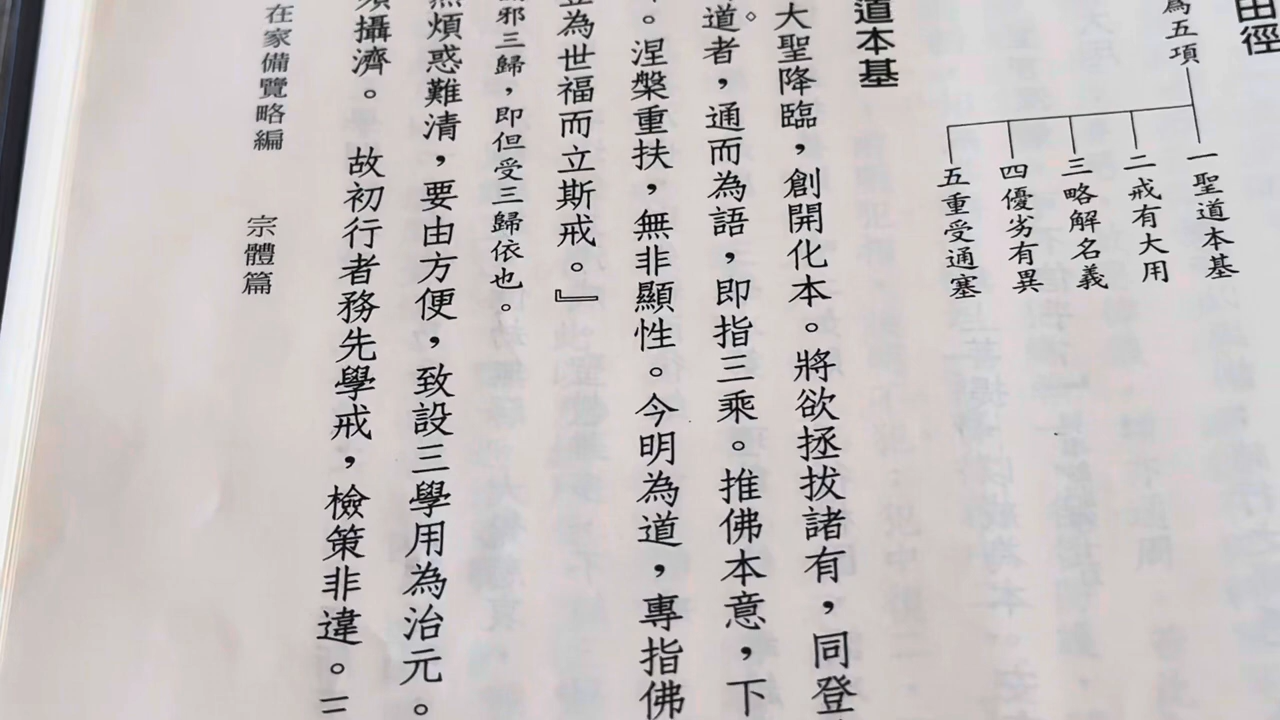 由徑
為五項
一聖道本基
二戒有大用
三略解名義
四優劣有異
五重受通塞
道本基
大聖降臨，創開化本。將欲拯拔諸有，同登
道者，通而為語，即指三乘。推佛本意，下
。涅槃重扶，無非顯性。今明為道，專指佛
為世福而立斯戒。』
邪三歸，即但受三歸依也。
煩惑難清，要由方便，致設三學用為治元。
須攝濟。故初行者務先學戒，檢策非違。三
在家備覽略編 宗體篇